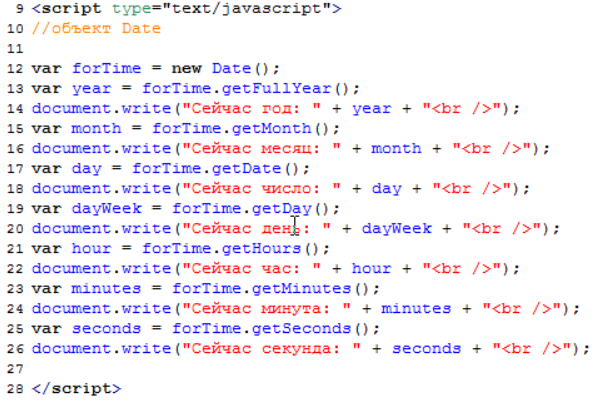 9 <script type="text/javascript">
10 //объект Date
11
12 var forTime = new Date();
13 var year = forTime.getFullYear();
14 document.write("Сейчас год: " + year + "<br />");
15 var month = forTime.getMonth();
16 document.write("Сейчас месяц: " + month + "<br />");
17 var day = forTime.getDate();
18 document.write("Сейчас число: " + day + "<br />");
19 var dayWeek = forTime.getDay();
20 document.write("Сейчас день: " + dayWeek + "<br />");
21 var hour = forTime.getHours();
22 document.write("Сейчас час: " + hour + "<br />");
23 var minutes = forTime.getMinutes();
24 document.write("Сейчас минута: " + minutes + "<br />");
25 var seconds = forTime.getSeconds();
26 document.write("Сейчас секунда: " + seconds + "<br />");
27
28 </script>